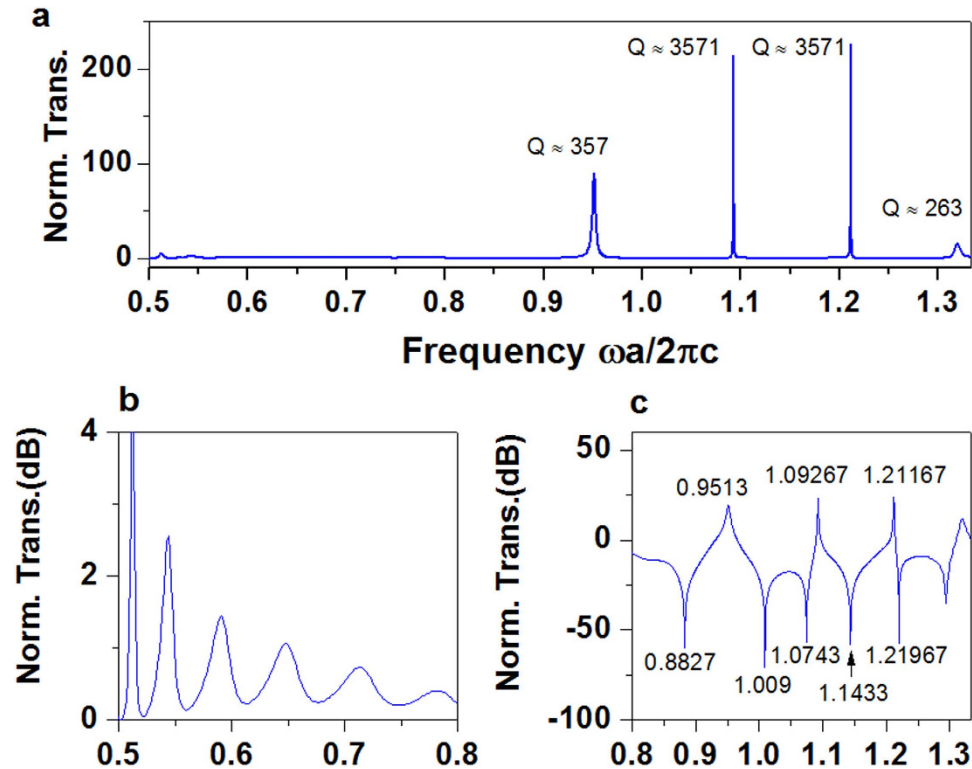 a
Norm. Trans.
200
100
0
Q ≈ 3571
Q ≈ 3571
Q ≈ 357
Q ≈ 263
0.5 0.6 0.7 0.8 0.9 1.0 1.1 1.2 1.3
Frequency ωa/2πc
b
Norm. Trans.(dB)
4
2
0
0.5 0.6 0.7 0.8
c
Norm. Trans.(dB)
50
0
-50
-100
1.09267 1.21167
0.9513
0.8827
1.009
1.0743
1.1433
1.21967
0.8 0.9 1.0 1.1 1.2 1.3